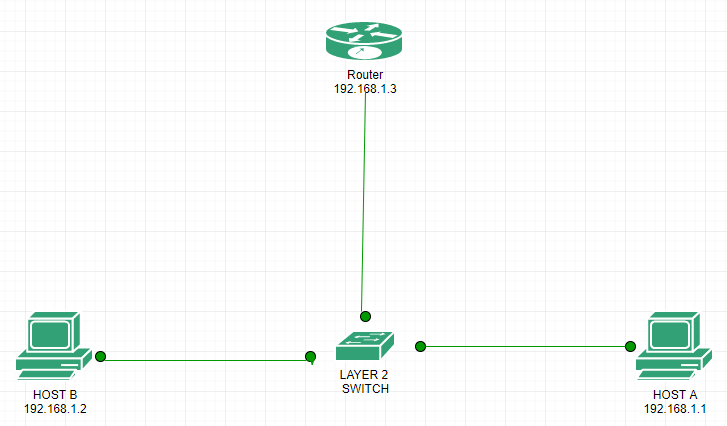 Router
192.168.1.3
LAYER 2
SWITCH
HOST B
192.168.1.2
HOST A
192.168.1.1